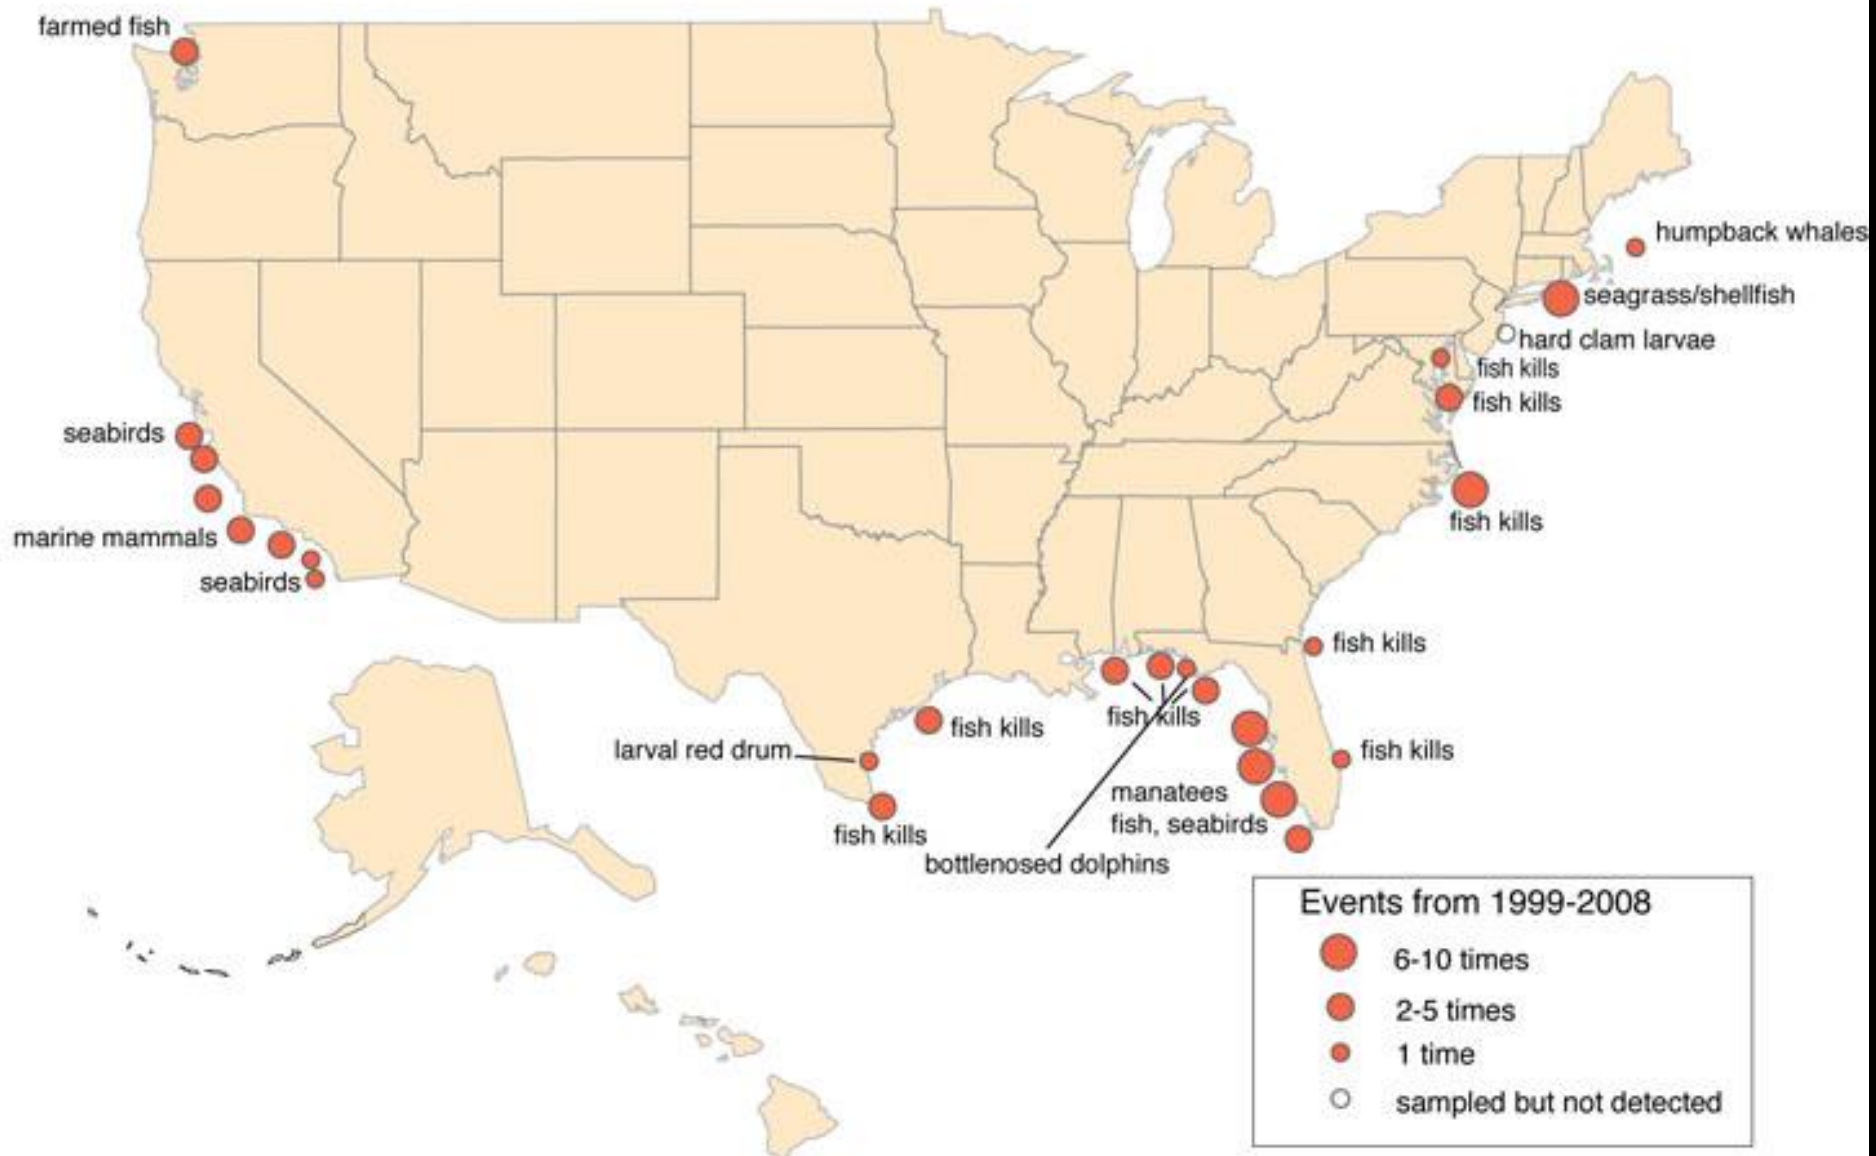 farmed fish
humpback whales
seagrass/shellfish
hard clam larvae
fish kills
fish kills
seabirds
fish kills
marine mammals
seabirds
fish kills
fish kills
fish kills
larval red drum
fish kills
manatees
fish, seabirds
fish kills
bottlenosed dolphins
Events from 1999-2008
6-10 times
2-5 times
1 time
sampled but not detected